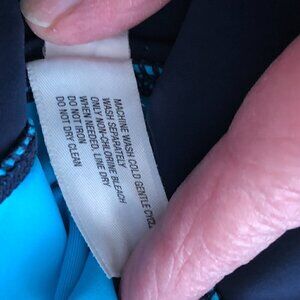 MACHINE WASH COLD GENTLE CYCLE
WASH SEPARATELY
ONLY NON-CHLORINE BLEACH
WHEN NEEDED. LINE DRY
DO NOT IRON.
DO NOT DRY CLEAN